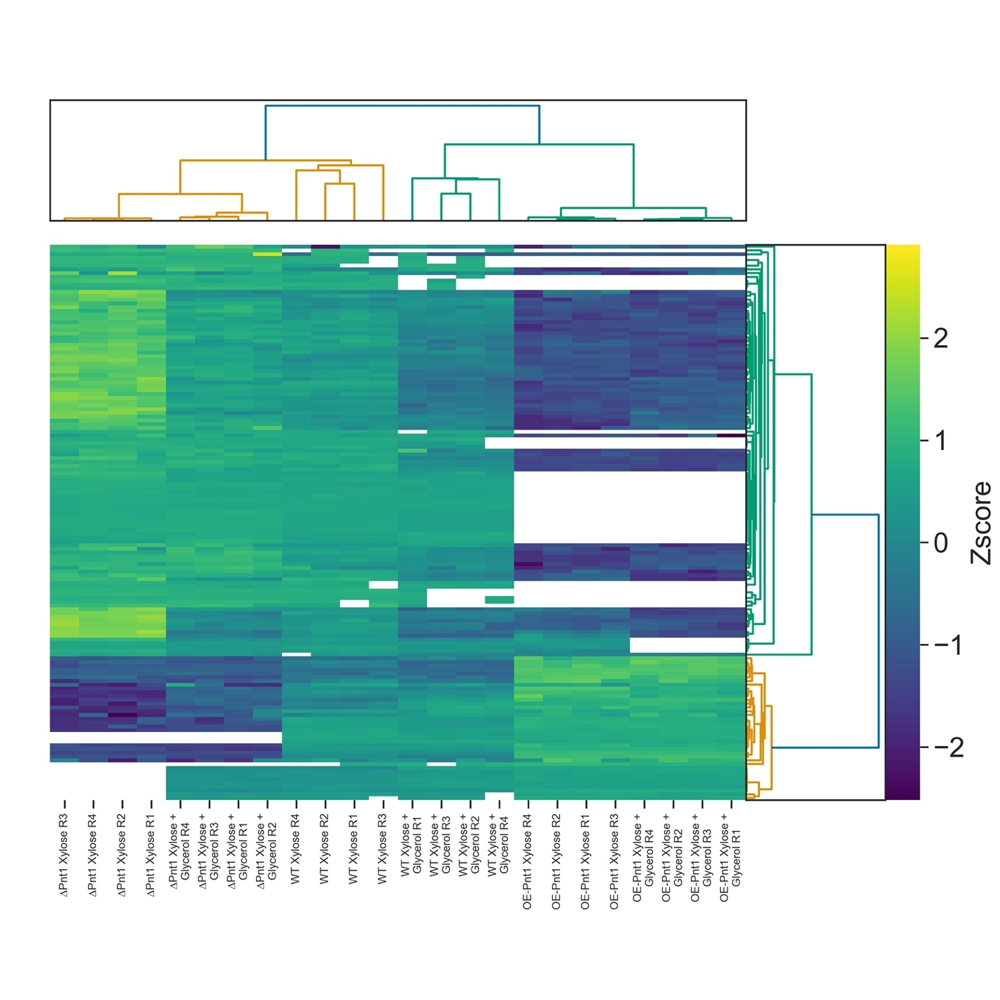 2
1
0
−1
−2
Zscore
ΔPnt1 Xylose R3
ΔPnt1 Xylose R4
ΔPnt1 Xylose R2
ΔPnt1 Xylose R1
ΔPnt1 Xylose +
Glycerol R4
ΔPnt1 Xylose +
Glycerol R3
ΔPnt1 Xylose +
Glycerol R1
ΔPnt1 Xylose +
Glycerol R2
WT Xylose R4
WT Xylose R2
WT Xylose R1
WT Xylose R3
WT Xylose +
Glycerol R1
WT Xylose +
Glycerol R3
WT Xylose +
Glycerol R2
WT Xylose +
Glycerol R4
OE-Pnt1 Xylose R4
OE-Pnt1 Xylose R2
OE-Pnt1 Xylose R1
OE-Pnt1 Xylose R3
OE-Pnt1 Xylose +
Glycerol R4
OE-Pnt1 Xylose +
Glycerol R2
OE-Pnt1 Xylose +
Glycerol R3
OE-Pnt1 Xylose +
Glycerol R1